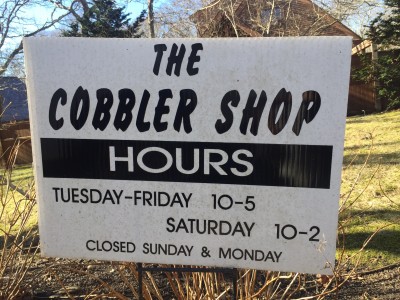 THE
COBBLER SHOP
HOURS
TUESDAY-FRIDAY 10-5
SATURDAY 10-2
CLOSED SUNDAY & MONDAY